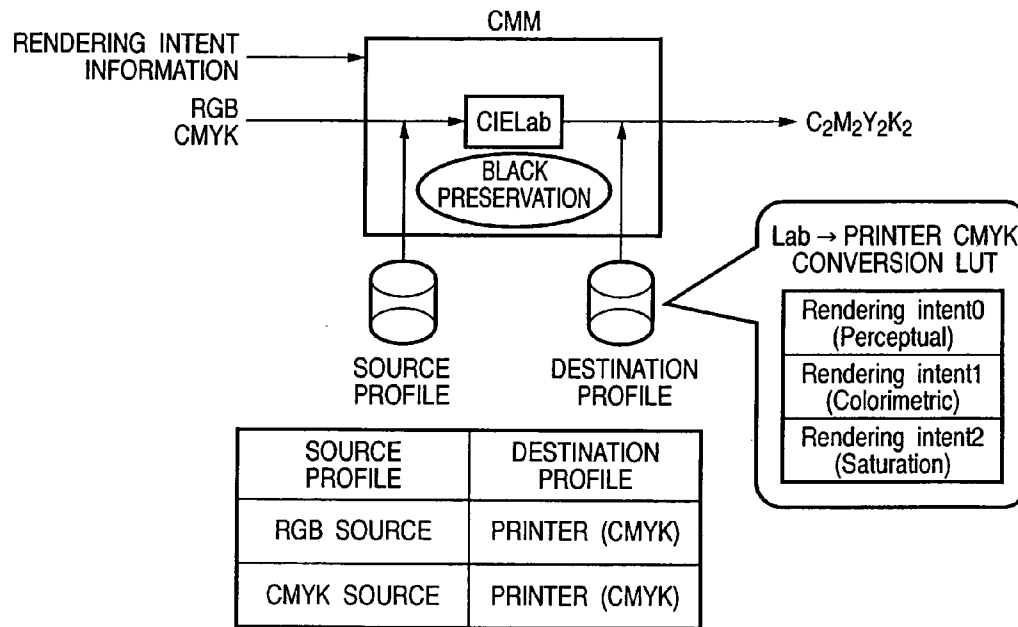 CMM
RENDERING INTENT
INFORMATION
RGB
CMYK
CIELab
C₂M₂Y₂K₂
BLACK
PRESERVATION
Lab → PRINTER CMYK
CONVERSION LUT
Rendering intent0
(Perceptual)
Rendering intent1
(Colorimetric)
Rendering intent2
(Saturation)
SOURCE
PROFILE
DESTINATION
PROFILE
SOURCE
PROFILE
DESTINATION
PROFILE
RGB SOURCE
PRINTER (CMYK)
CMYK SOURCE
PRINTER (CMYK)